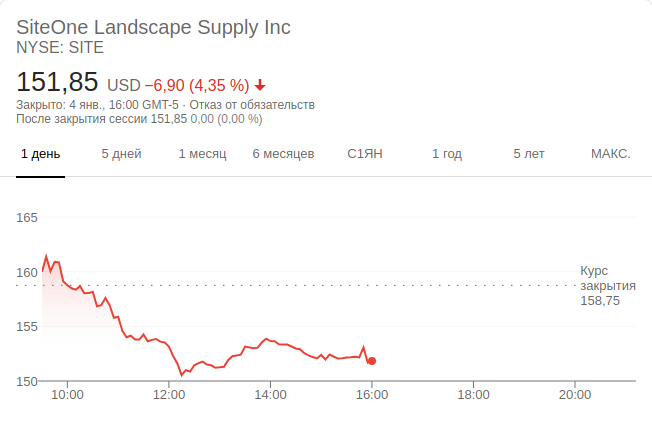 SiteOne Landscape Supply Inc
NYSE: SITE
151,85 USD −6,90 (4,35 %)
Закрыто: 4 янв., 16:00 GMT-5 · Отказ от обязательств
После закрытия сессии 151,85 0,00 (0,00 %)
1 день 5 дней 1 месяц 6 месяцев С1ЯН 1 год 5 лет МАКС.
165
160
155
150
Курс
закрытия
158,75
10:00 12:00 14:00 16:00 18:00 20:00